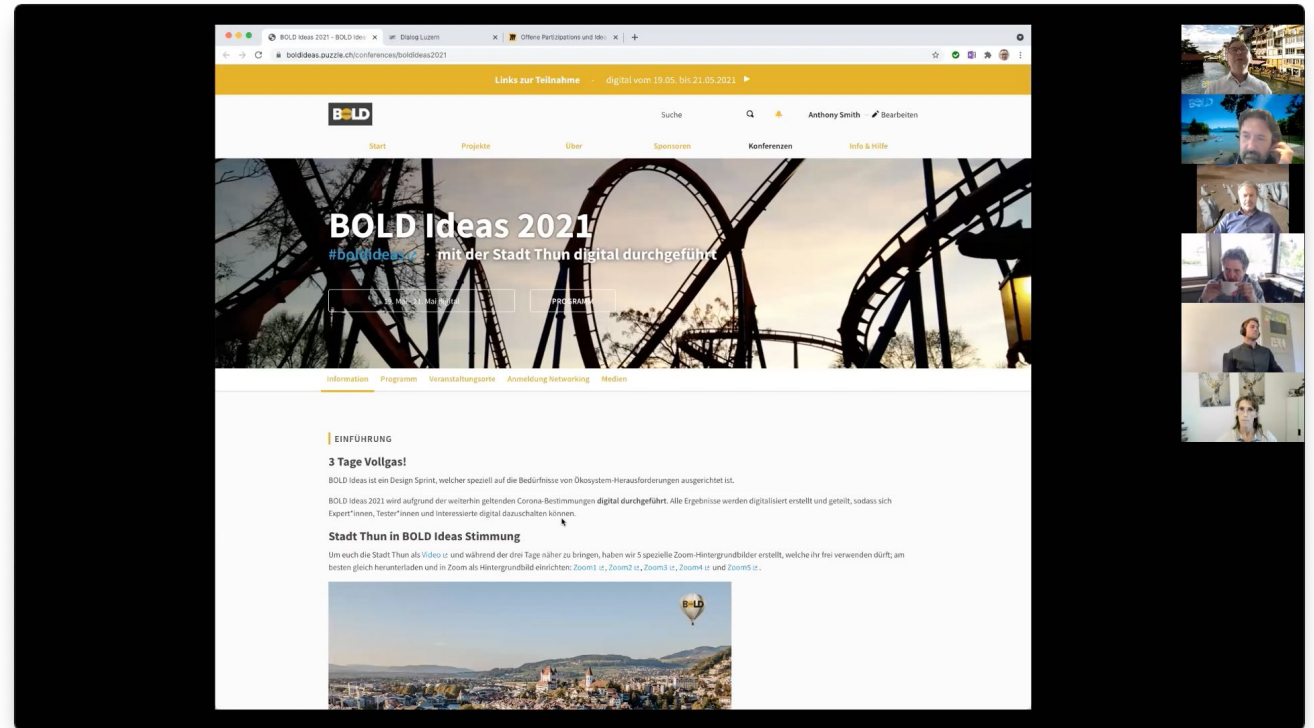 BOLD Ideas 2021 - BOLD Idea
Dialog Luzern
Offene Partizipations und Idee
boldideas.puzzle.ch/conferences/boldideas2021
Links zur Teilnahme - digital vom 19.05. bis 21.05.2021
BOLD
Suche
Anthony Smith
Bearbeiten
Start
Projekte
Über
Sponsoren
Konferenzen
Info & Hilfe
BOLD Ideas 2021
#boldideas · mit der Stadt Thun digital durchgeführt
19. Mai - 21. Mai digital
PROGRAMM
Information
Programm
Veranstaltungsorte
Anmeldung Networking
Medien
EINFÜHRUNG
3 Tage Vollgas!
BOLD Ideas ist ein Design Sprint, welcher speziell auf die Bedürfnisse von Ökosystem-Herausforderungen ausgerichtet ist.
BOLD Ideas 2021 wird aufgrund der weiterhin geltenden Corona-Bestimmungen digital durchgeführt. Alle Ergebnisse werden digitalisiert erstellt und geteilt, sodass sich
Expert*innen, Tester*innen und Interessierte digital dazuschalten können.
Stadt Thun in BOLD Ideas Stimmung
Um euch die Stadt Thun als Video und während der drei Tage näher zu bringen, haben wir 5 spezielle Zoom-Hintergrundbilder erstellt, welche ihr frei verwenden dürft; am
besten gleich herunterladen und in Zoom als Hintergrundbild einrichten: Zoom1, Zoom2, Zoom3, Zoom4 und Zoom5.
BOLD
BOLD